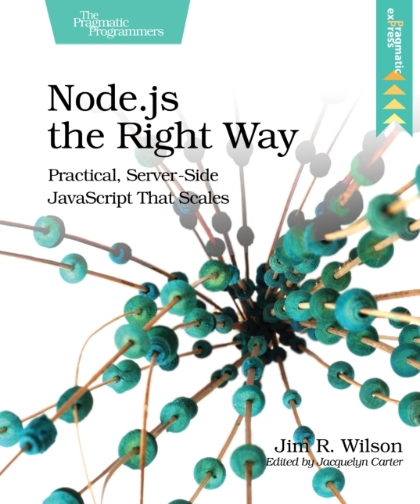 The
Pragmatic
Programmers
Pragmatic
exPress
Node.js
the Right Way
Practical, Server-Side
JavaScript That Scales
Jim R. Wilson
Edited by Jacquelyn Carter